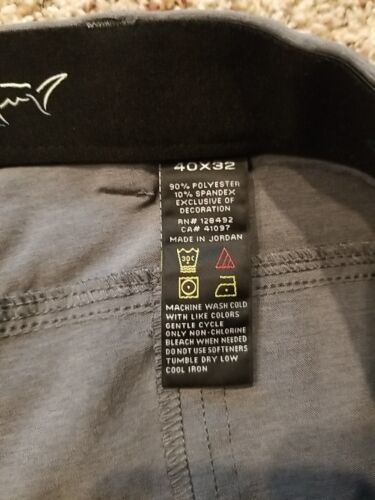 40X32
90% POLYESTER
10% SPANDEX
EXCLUSIVE OF
DECORATION
RN# 128492
CA# 41097
MADE IN JORDAN
30C
MACHINE WASH COLD
WITH LIKE COLORS
GENTLE CYCLE
ONLY NON-CHLORINE
BLEACH WHEN NEEDED
DO NOT USE SOFTENERS
TUMBLE DRY LOW
COOL IRON